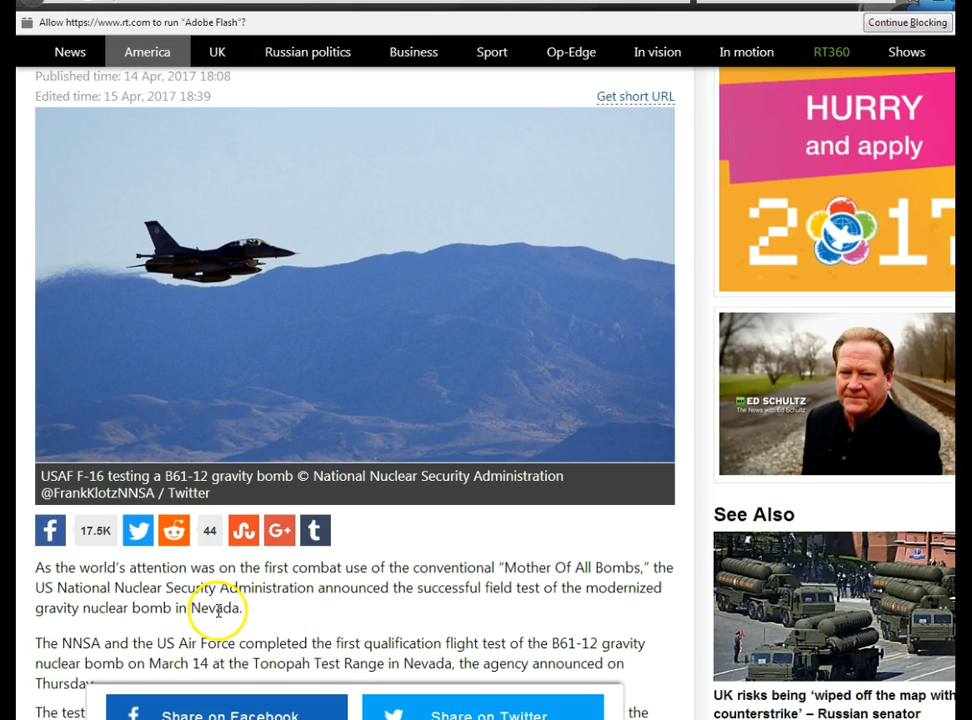 Allow https://www.rt.com to run "Adobe Flash"?
Continue Blocking
News America UK Russian politics Business Sport Op-Edge In vision In motion RT360 Shows
Published time: 14 Apr, 2017 18:08
Edited time: 15 Apr, 2017 18:39
Get short URL
USAF F-16 testing a B61-12 gravity bomb © National Nuclear Security Administration
@FrankKlotzNNSA / Twitter
17.5K
44
G+
As the world's attention was on the first combat use of the conventional "Mother Of All Bombs," the
US National Nuclear Security Administration announced the successful field test of the modernized
gravity nuclear bomb in Nevada.
The NNSA and the US Air Force completed the first qualification flight test of the B61-12 gravity
nuclear bomb on March 14 at the Tonopah Test Range in Nevada, the agency announced on
Thursday
The test
the
Share on Facebook
Share on Twitter
HURRY
and apply
2017
ED SCHULTZ
The News with Ed Schultz
See Also
UK risks being 'wiped off the map with
counterstrike' – Russian senator